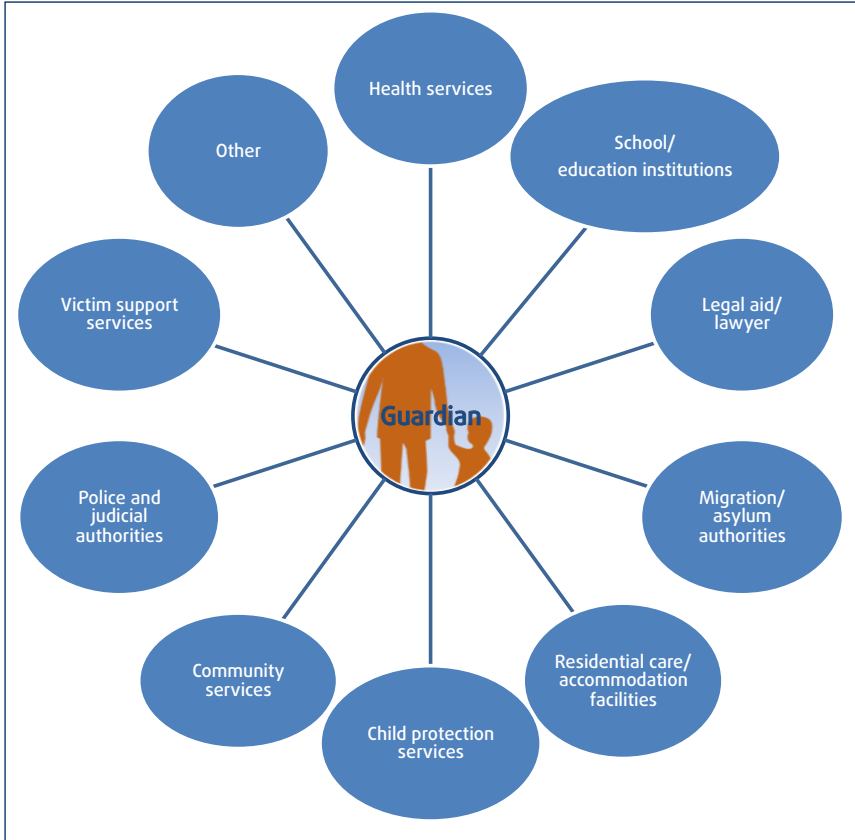 Health services
School/
education institutions
Other
Legal aid/
lawyer
Victim support
services
Guardian
Migration/
asylum
authorities
Police and
judicial
authorities
Residential care/
accommodation
facilities
Community
services
Child protection
services